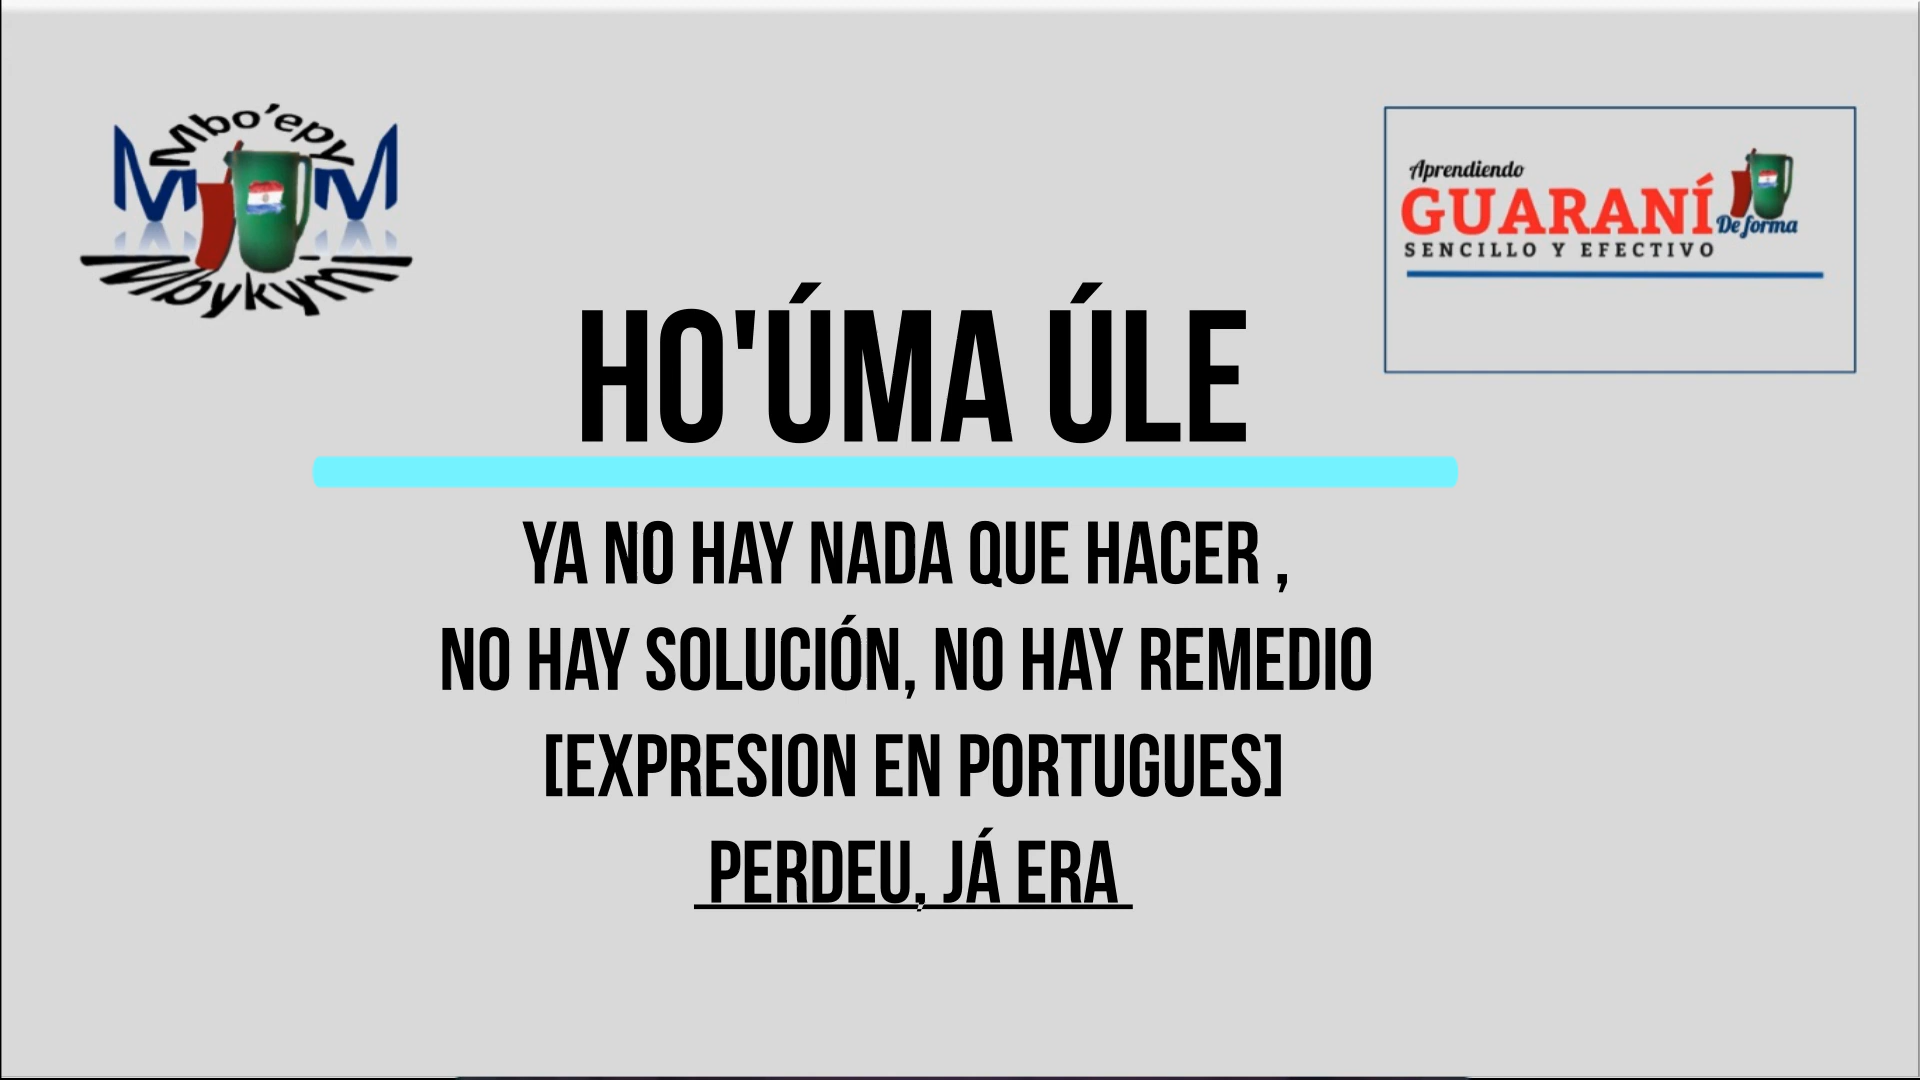 Mbo'epy
M M
Mbykymi
Aprendiendo
GUARANÍ De forma
SENCILLO Y EFECTIVO
HO'ÚMA ÚLE
YA NO HAY NADA QUE HACER ,
NO HAY SOLUCIÓN, NO HAY REMEDIO
[EXPRESION EN PORTUGUES]
PERDEU, JÁ ERA